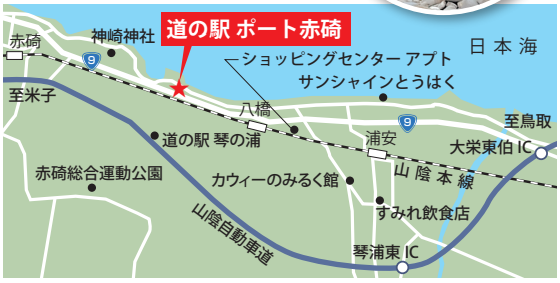 道の駅 ポート赤碕
日本海
赤碕
神崎神社
9
ショッピングセンター アプト
サンシャインとうはく
至米子
八橋
9
至鳥取
道の駅 琴の浦
浦安
大栄東伯 IC
赤碕総合運動公園
カウィーのみるく館
山陰本線
山陰自動車道
すみれ飲食店
琴浦東 IC